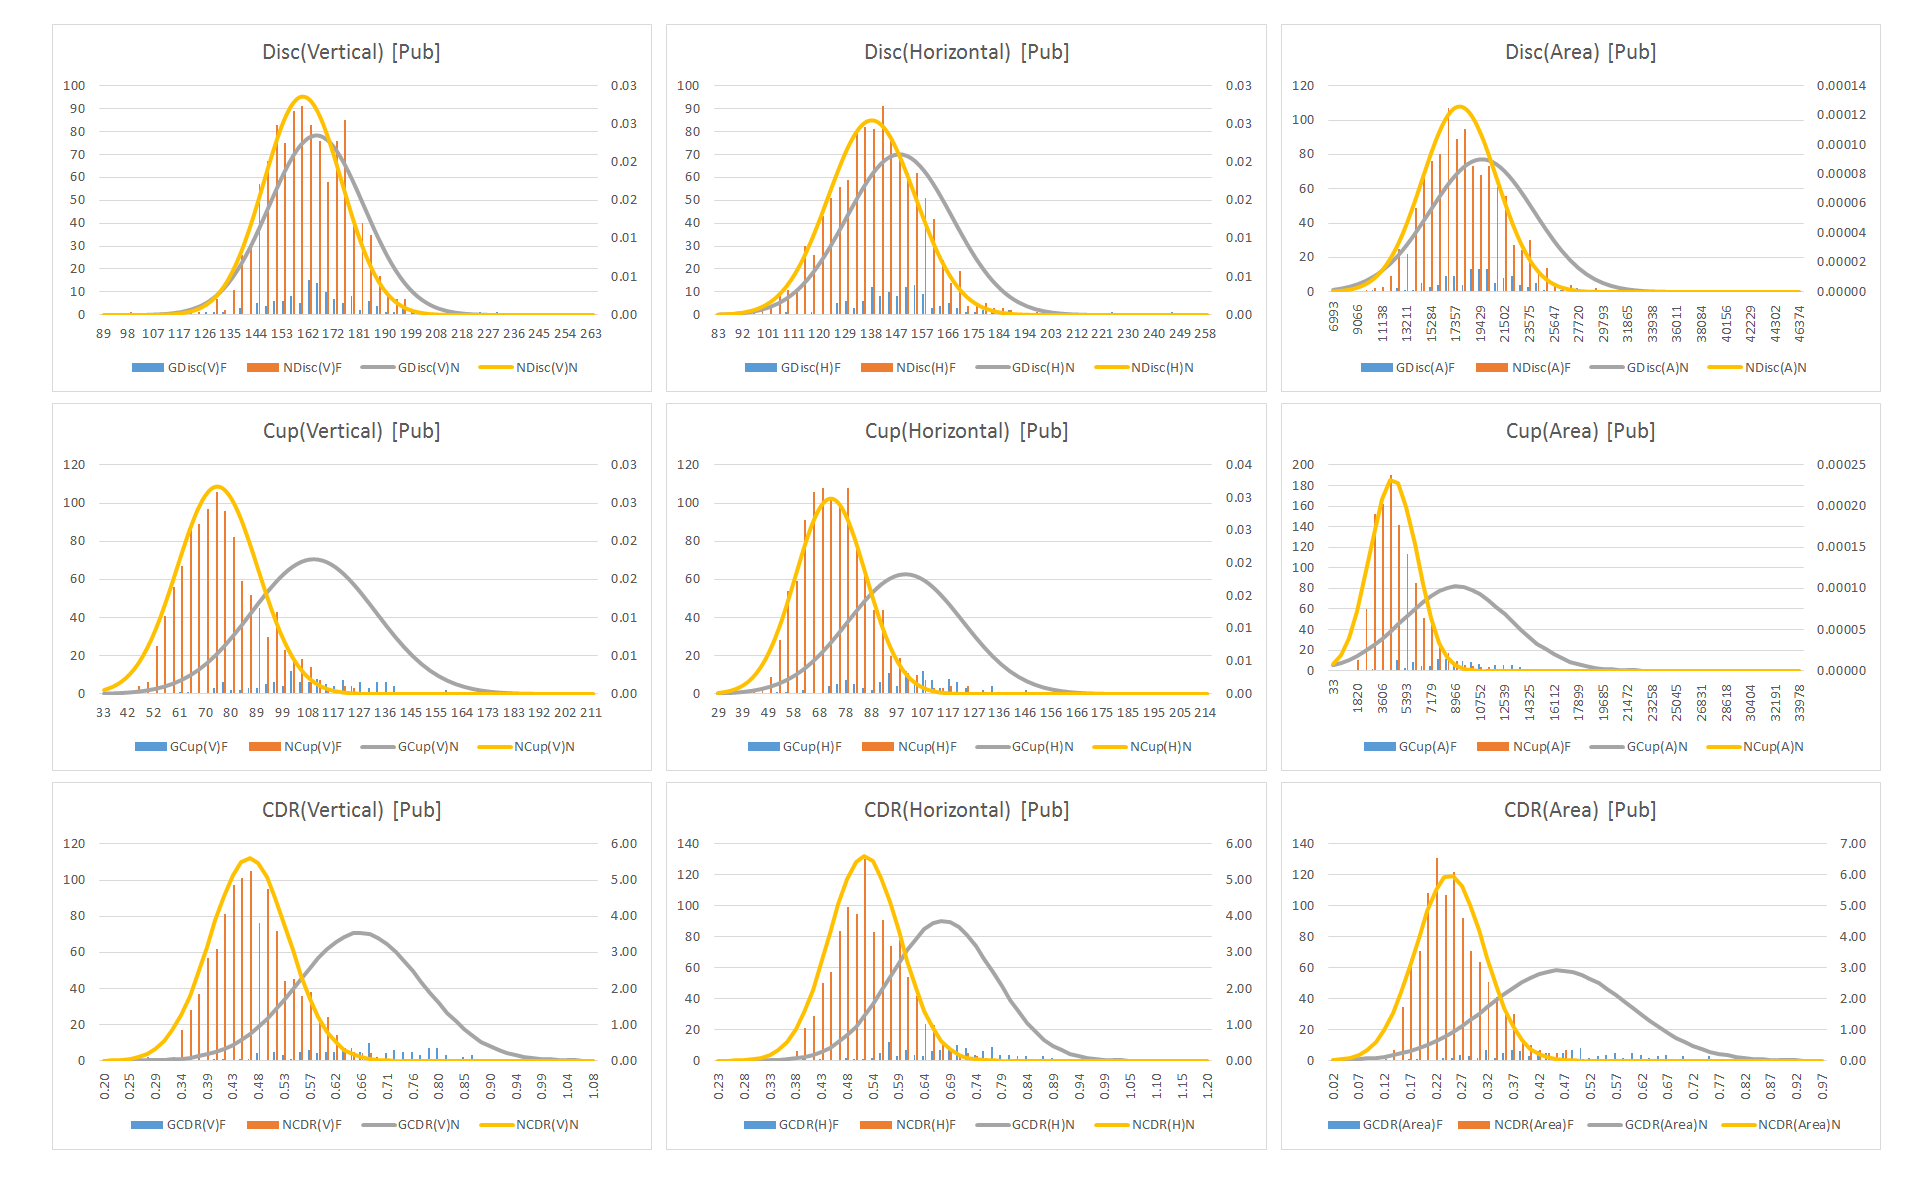 Disc(Vertical) [Pub]
100 90 80 70 60 50 40 30 20 10 0
0.03 0.03 0.02 0.02 0.01 0.01 0.00
89 98 107 117 126 135 144 153 162 172 181 190 199 208 218 227 236 245 254 263
GDisc(V)F NDisc(V)F GDisc(V)N NDisc(V)N
Disc(Horizontal) [Pub]
100 90 80 70 60 50 40 30 20 10 0
0.03 0.03 0.02 0.02 0.01 0.01 0.00
83 92 101 111 120 129 138 147 157 166 175 184 194 203 212 221 230 240 249 258
GDisc(H)F NDisc(H)F GDisc(H)N NDisc(H)N
Disc(Area) [Pub]
120 100 80 60 40 20 0
0.00014 0.00012 0.00010 0.00008 0.00006 0.00004 0.00002 0.00000
6993 9066 11138 13211 15284 17357 19429 21502 23575 25647 27720 29793 31865 33938 36011 38084 40156 42229 44302 46374
GDisc(A)F NDisc(A)F GDisc(A)N NDisc(A)N
Cup(Vertical) [Pub]
120 100 80 60 40 20 0
0.03 0.03 0.02 0.02 0.01 0.01 0.00
33 42 52 61 70 80 89 99 108 117 127 136 145 155 164 173 183 192 202 211
GCup(V)F NCup(V)F GCup(V)N NCup(V)N
Cup(Horizontal) [Pub]
120 100 80 60 40 20 0
0.04 0.03 0.03 0.02 0.02 0.01 0.01 0.00
29 39 49 58 68 78 88 97 107 117 126 136 146 156 165 175 185 195 205 214
GCup(H)F NCup(H)F GCup(H)N NCup(H)N
Cup(Area) [Pub]
200 180 160 140 120 100 80 60 40 20 0
0.00025 0.00020 0.00015 0.00010 0.00005 0.00000
33 1820 3606 5393 7179 8966 10752 12539 14325 16112 17899 19685 21472 23258 25045 26831 28618 30404 32191 33978
GCup(A)F NCup(A)F GCup(A)N NCup(A)N
CDR(Vertical) [Pub]
120 100 80 60 40 20 0
6.00 5.00 4.00 3.00 2.00 1.00 0.00
0.20 0.25 0.29 0.34 0.39 0.43 0.48 0.53 0.57 0.62 0.66 0.71 0.76 0.80 0.85 0.90 0.94 0.99 1.04 1.08
GCDR(V)F NCDR(V)F GCDR(V)N NCDR(V)N
CDR(Horizontal) [Pub]
140 120 100 80 60 40 20 0
6.00 5.00 4.00 3.00 2.00 1.00 0.00
0.23 0.28 0.33 0.38 0.43 0.48 0.54 0.59 0.64 0.69 0.74 0.79 0.84 0.89 0.94 0.99 1.05 1.10 1.15 1.20
GCDR(H)F NCDR(H)F GCDR(H)N NCDR(H)N
CDR(Area) [Pub]
140 120 100 80 60 40 20 0
7.00 6.00 5.00 4.00 3.00 2.00 1.00 0.00
0.02 0.07 0.12 0.17 0.22 0.27 0.32 0.37 0.42 0.47 0.52 0.57 0.62 0.67 0.72 0.77 0.82 0.87 0.92 0.97
GCDR(Area)F NCDR(Area)F GCDR(Area)N NCDR(Area)N